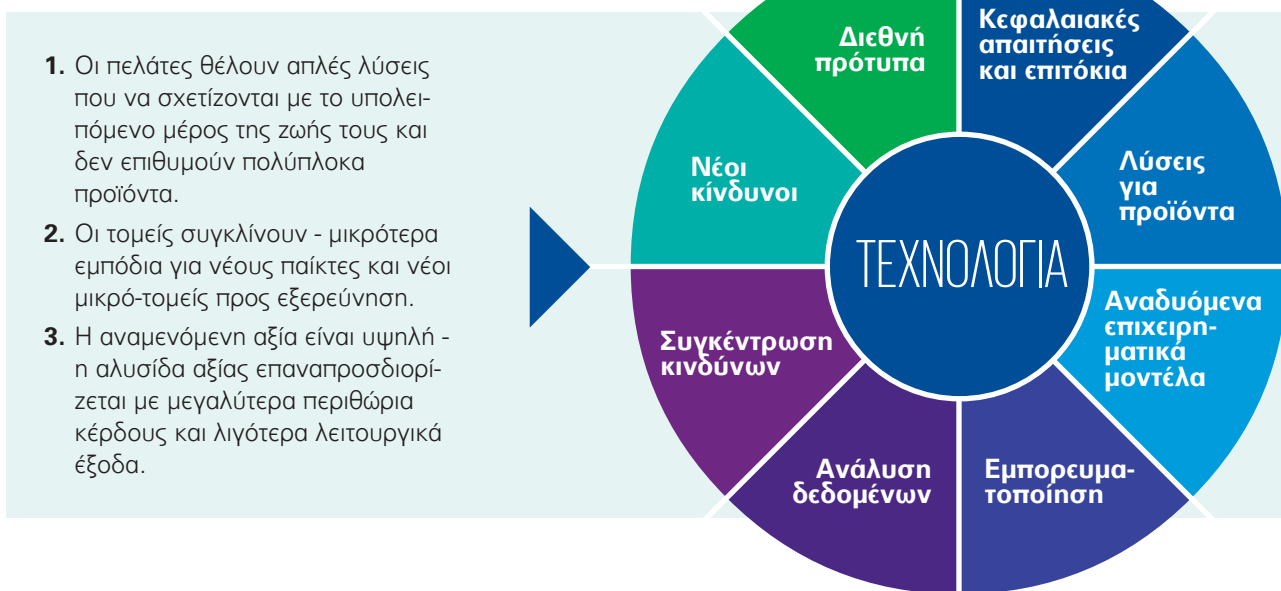 1. Οι πελάτες θέλουν απλές λύσεις
που να σχετίζονται με το υπολει-
πόμενο μέρος της ζωής τους και
δεν επιθυμούν πολύπλοκα
προϊόντα.
2. Οι τομείς συγκλίνουν - μικρότερα
εμπόδια για νέους παίκτες και νέοι
μικρό-τομείς προς εξερεύνηση.
3. Η αναμενόμενη αξία είναι υψηλή -
η αλυσίδα αξίας επαναπροσδιορί-
ζεται με μεγαλύτερα περιθώρια
κέρδους και λιγότερα λειτουργικά
έξοδα.
Διεθνή
πρότυπα
Κεφαλαιακές
απαιτήσεις
και επιτόκια
Λύσεις
για
προϊόντα
Αναδυόμενα
επιχειρη-
ματικά
μοντέλα
Εμπορευμα-
τοποίηση
Ανάλυση
δεδομένων
Συγκέντρωση
κινδύνων
Νέοι
κίνδυνοι
ΤΕΧΝΟΛΟΓΙΑ